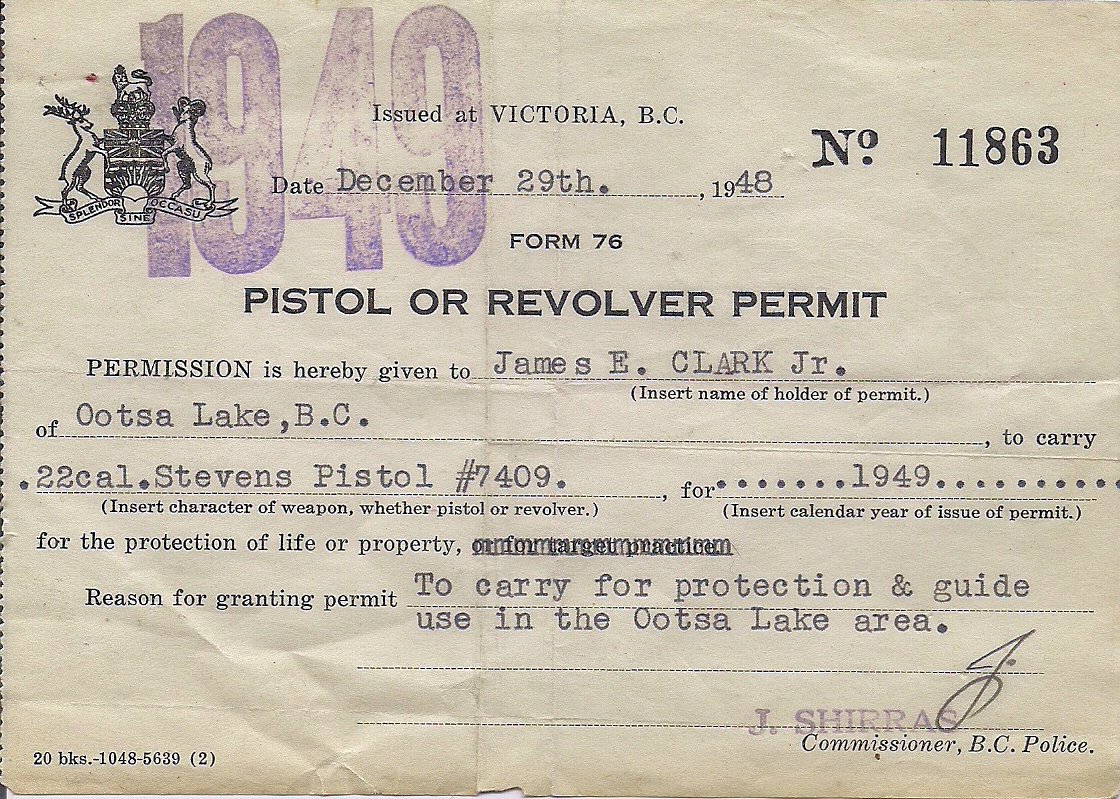 1949
Issued at VICTORIA, B.C.
Nº 11863
SPLENDOR SINE OCCASU
Date December 29th. , 1948
FORM 76
PISTOL OR REVOLVER PERMIT
PERMISSION is hereby given to James E. CLARK Jr.
(Insert name of holder of permit.)
of Ootsa Lake,B.C. , to carry
.22cal.Stevens Pistol #7409. , for.......1949..........
(Insert character of weapon, whether pistol or revolver.) (Insert calendar year of issue of permit.)
for the protection of life or property, or for target practice.
Reason for granting permit To carry for protection & guide
use in the Ootsa Lake area.
J. SHIRRAS
Commissioner, B.C. Police.
20 bks.-1048-5639 (2)